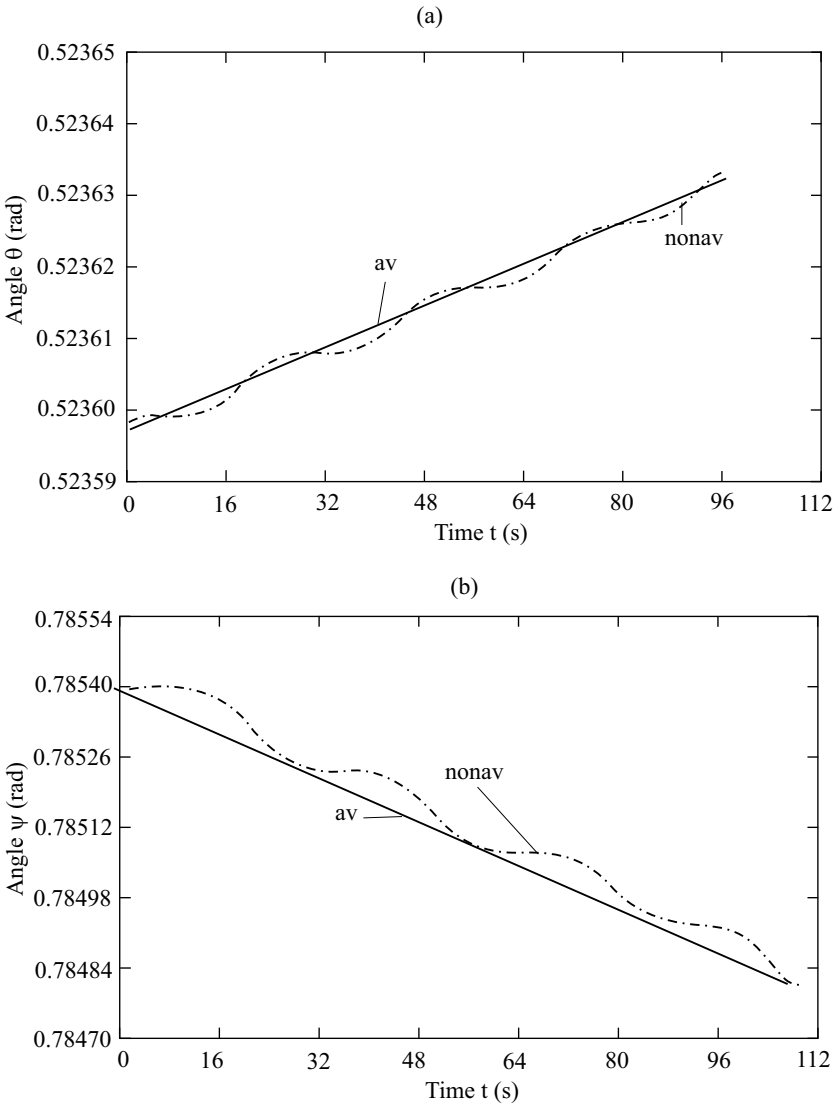 (a)
0.52365
0.52364
0.52363
0.52362
0.52361
0.52360
0.52359
Angle θ (rad)
av
nonav
0 16 32 48 64 80 96 112
Time t (s)
(b)
0.78554
0.78540
0.78526
0.78512
0.78498
0.78484
0.78470
Angle ψ (rad)
nonav
av
0 16 32 48 64 80 96 112
Time t (s)